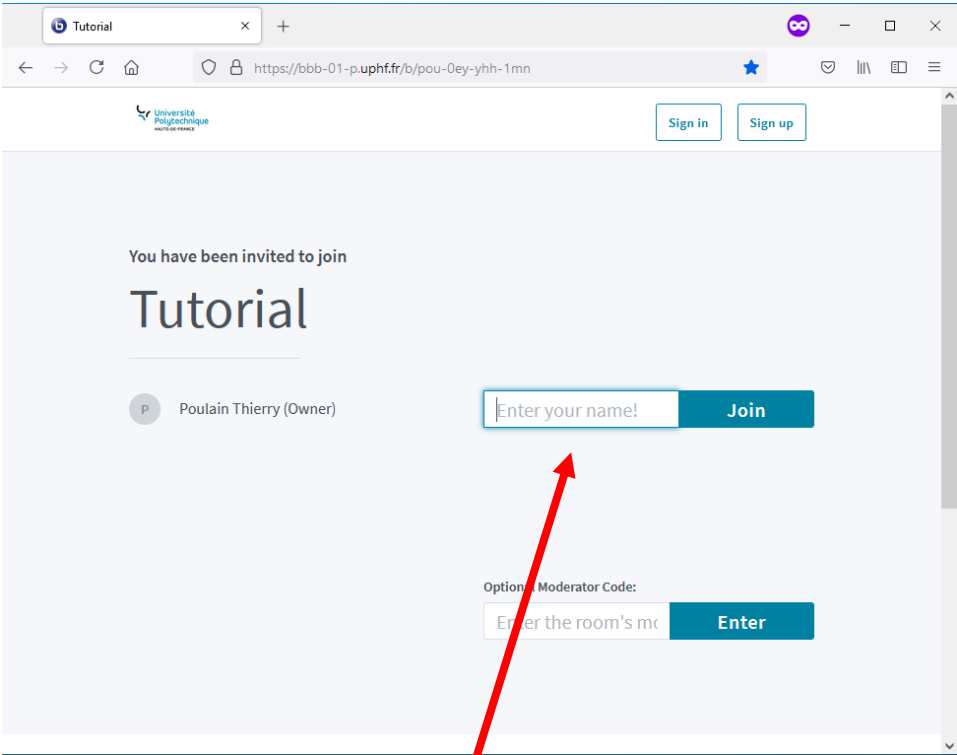 Tutorial
https://bbb-01-p.uphf.fr/b/pou-0ey-yhh-1mn
Université
Polytechnique
HAUTS-DE-FRANCE
Sign in
Sign up
You have been invited to join
Tutorial
P
Poulain Thierry (Owner)
Enter your name!
Join
Optional Moderator Code:
Enter the room's mo
Enter